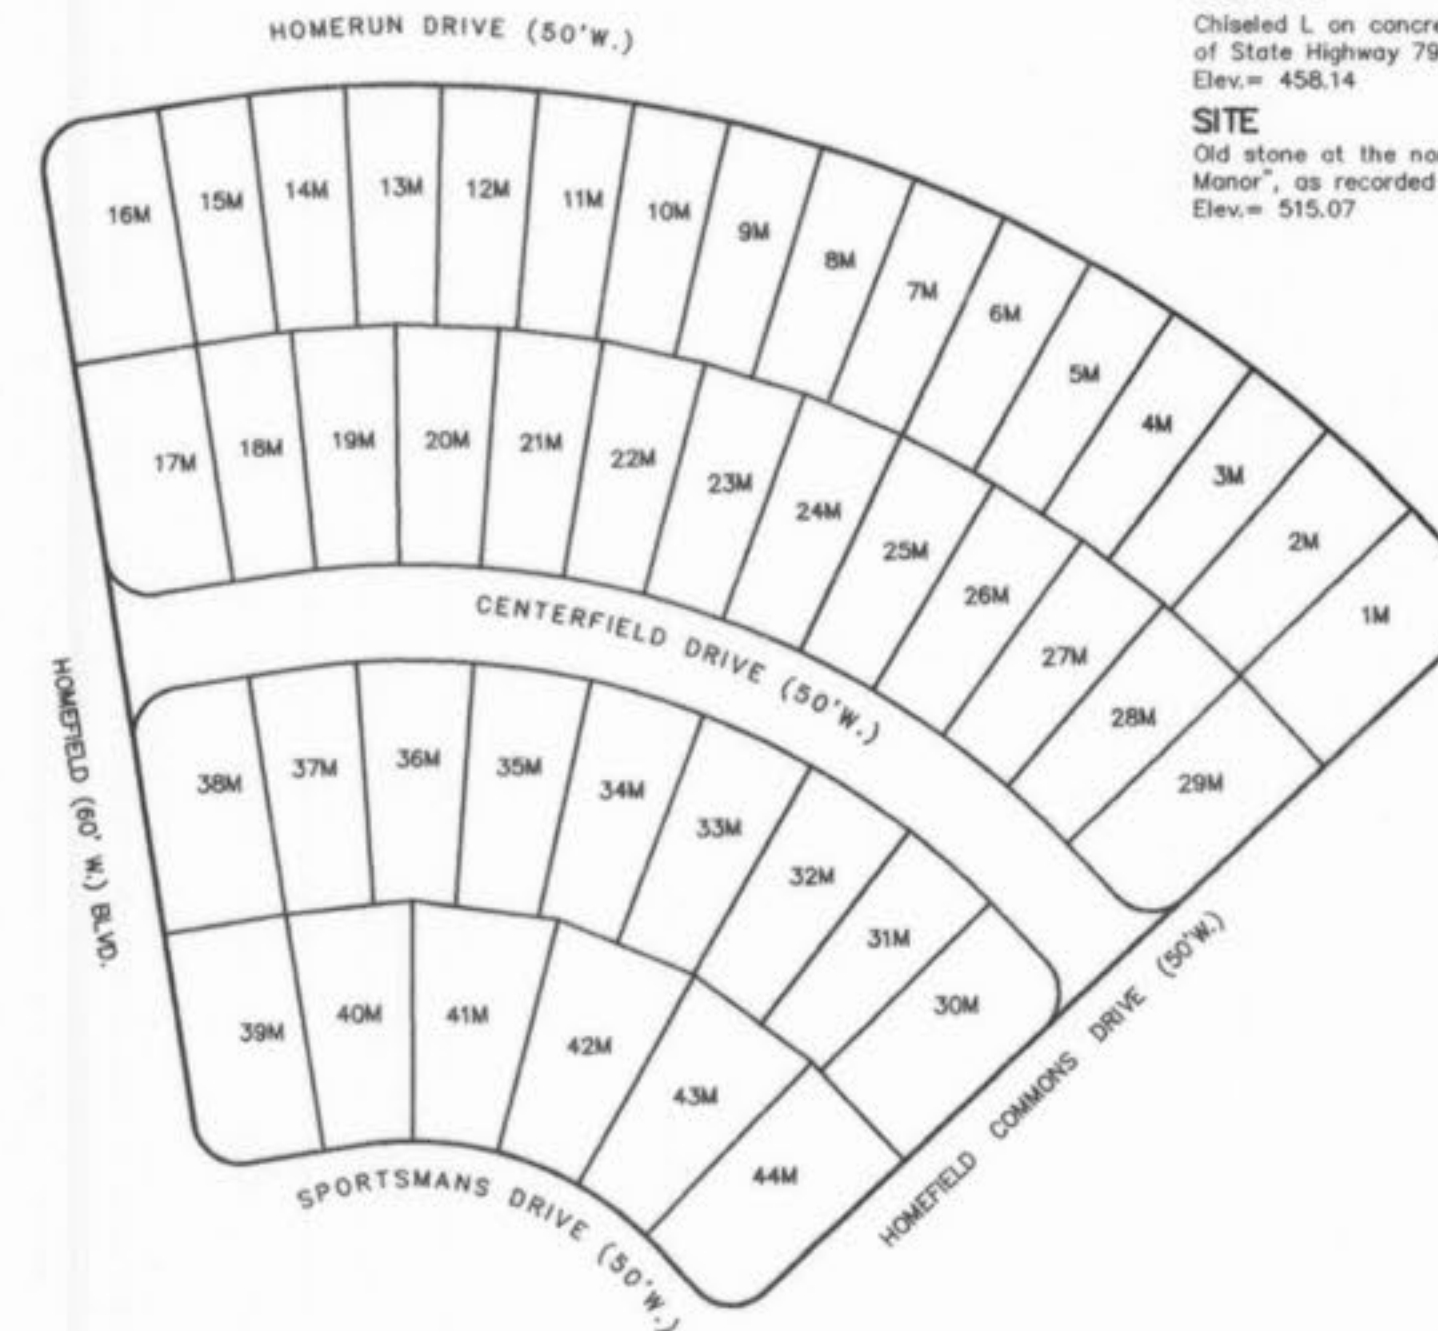 HOMERUN DRIVE (50'W.)
Chiseled L on concre
of State Highway 79
Elev.= 458.14
SITE
Old stone at the no
Manor", as recorded
Elev.= 515.07
16M
15M
14M
13M
12M
11M
10M
9M
8M
7M
6M
5M
4M
3M
2M
1M
17M
18M
19M
20M
21M
22M
23M
24M
25M
26M
27M
28M
29M
CENTERFIELD DRIVE (50'W.)
HOMEFIELD (60' W.) BLVD.
38M
37M
36M
35M
34M
33M
32M
31M
30M
39M
40M
41M
42M
43M
44M
SPORTSMANS DRIVE (50'W.)
HOMEFIELD COMMONS DRIVE (50'W.)